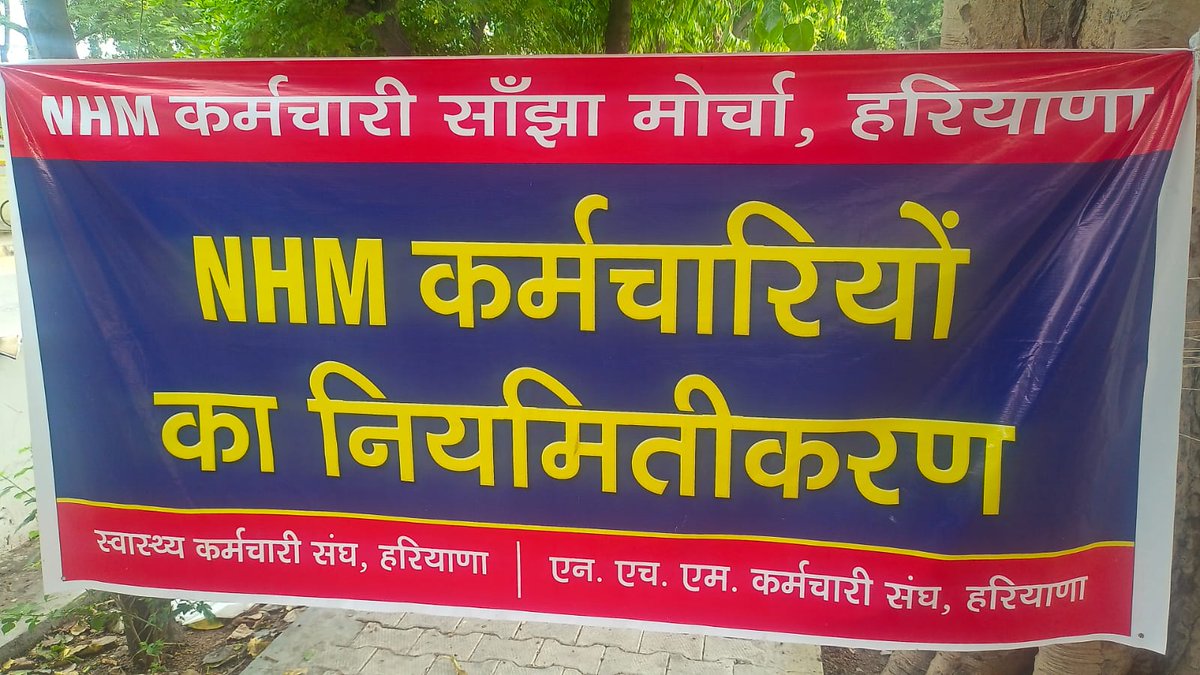 NHM कर्मचारी साँझा मोर्चा, हरियाणा
NHM कर्मचारियों
का नियमितीकरण
स्वास्थ्य कर्मचारी संघ, हरियाणा | एन. एच. एम. कर्मचारी संघ, हरियाणा